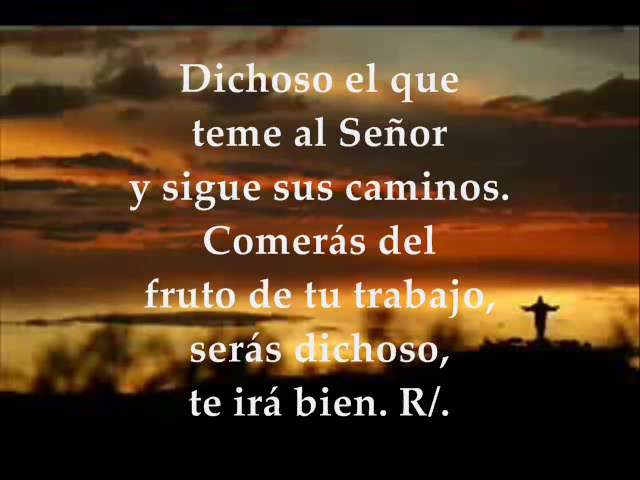 Dichoso el que
teme al Señor
y sigue sus caminos.
Comerás del
fruto de tu trabajo,
serás dichoso,
te irá bien. R/.